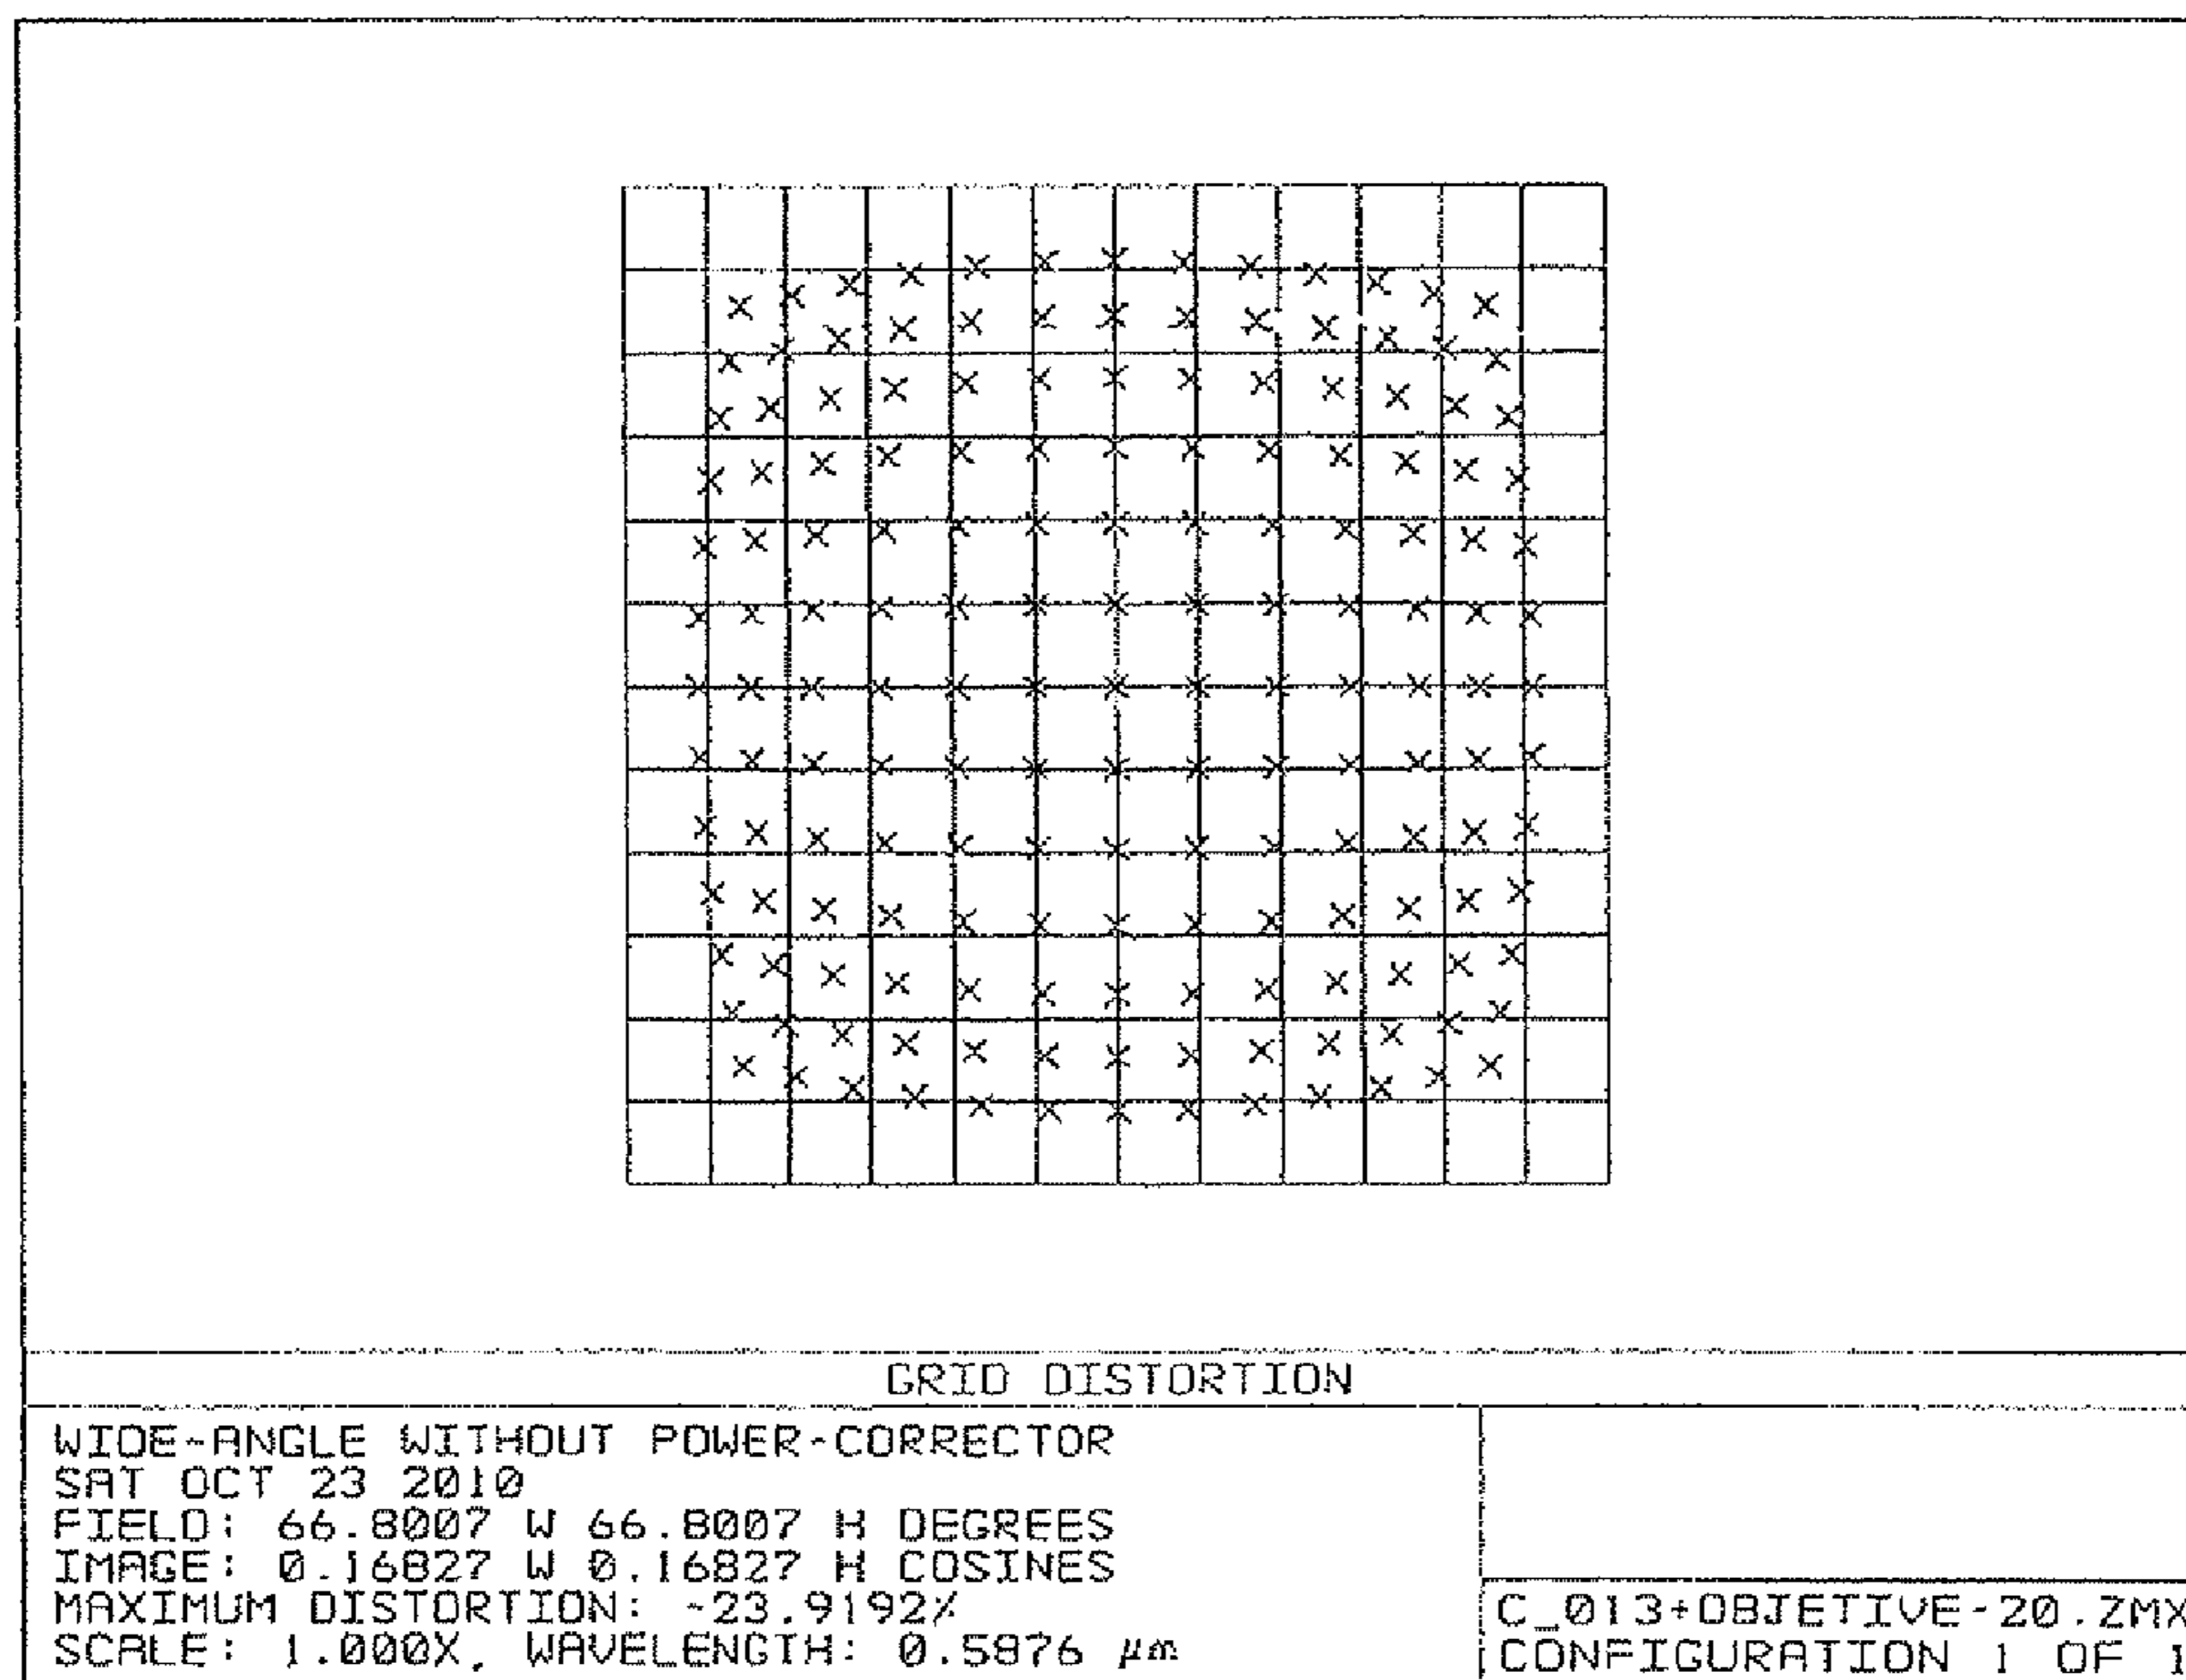 GRID DISTORTION
WIDE-ANGLE WITHOUT POWER-CORRECTOR
SAT OCT 23 2010
FIELD: 66.8007 W 66.8007 H DEGREES
IMAGE: 0.16827 W 0.16827 H COSINES
MAXIMUM DISTORTION: -23.9192%
SCALE: 1.000X, WAVELENGTH: 0.5876 µm
C_013+OBJETIVE-20.ZMX
CONFIGURATION 1 OF 1